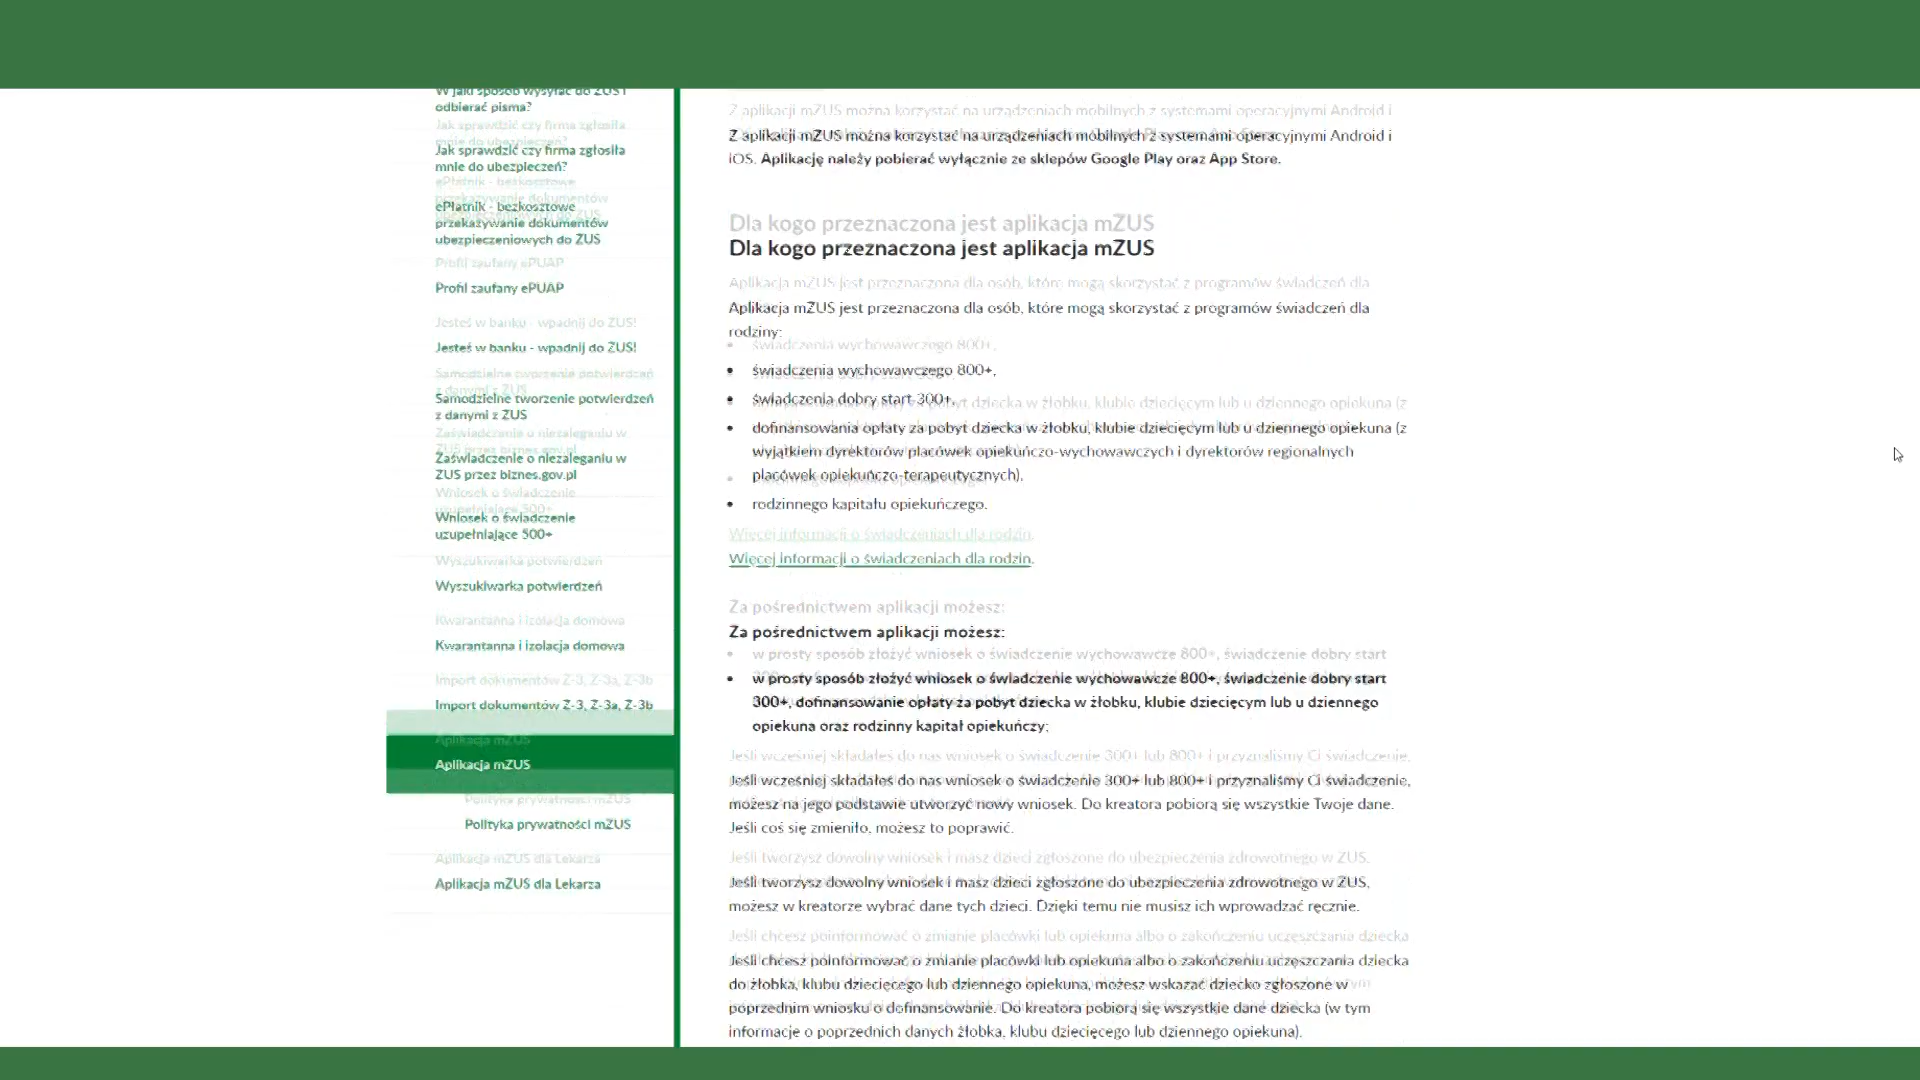 W jaki sposób wysyłać do ZUS i
odbierać pisma?
Jak sprawdzić czy firma zgłosiła
mnie do ubezpieczeń?
ePłatnik - bezkosztowe
przekazywanie dokumentów
ubezpieczeniowych do ZUS
Profil zaufany ePUAP
Jesteś w banku - wpadnij do ZUS!
Samodzielne tworzenie potwierdzeń
z danymi z ZUS
Zaświadczenie o niezaleganiu w
ZUS przez biznes.gov.pl
Wniosek o świadczenie
uzupełniające 500+
Wyszukiwarka potwierdzeń
Kwarantanna i izolacja domowa
Import dokumentów Z-3, Z-3a, Z-3b
Aplikacja mZUS
Polityka prywatności mZUS
Aplikacja mZUS dla Lekarza
Z aplikacji mZUS można korzystać na urządzeniach mobilnych z systemami operacyjnymi Android i
iOS. Aplikację należy pobierać wyłącznie ze sklepów Google Play oraz App Store.
Dla kogo przeznaczona jest aplikacja mZUS
Aplikacja mZUS jest przeznaczona dla osób, które mogą skorzystać z programów świadczeń dla
rodziny:
• świadczenia wychowawczego 800+,
• świadczenia dobry start 300+,
• dofinansowania opłaty za pobyt dziecka w żłobku, klubie dziecięcym lub u dziennego opiekuna (z
wyjątkiem dyrektorów placówek opiekuńczo-wychowawczych i dyrektorów regionalnych
placówek opiekuńczo-terapeutycznych),
• rodzinnego kapitału opiekuńczego.
Więcej informacji o świadczeniach dla rodzin.
Za pośrednictwem aplikacji możesz:
• w prosty sposób złożyć wniosek o świadczenie wychowawcze 800+, świadczenie dobry start
300+, dofinansowanie opłaty za pobyt dziecka w żłobku, klubie dziecięcym lub u dziennego
opiekuna oraz rodzinny kapitał opiekuńczy;
Jeśli wcześniej składałeś do nas wniosek o świadczenie 300+ lub 800+ i przyznaliśmy Ci świadczenie,
możesz na jego podstawie utworzyć nowy wniosek. Do kreatora pobiorą się wszystkie Twoje dane.
Jeśli coś się zmieniło, możesz to poprawić.
Jeśli tworzysz dowolny wniosek i masz dzieci zgłoszone do ubezpieczenia zdrowotnego w ZUS,
możesz w kreatorze wybrać dane tych dzieci. Dzięki temu nie musisz ich wprowadzać ręcznie.
Jeśli chcesz poinformować o zmianie placówki lub opiekuna albo o zakończeniu uczęszczania dziecka
do żłobka, klubu dziecięcego lub dziennego opiekuna, możesz wskazać dziecko zgłoszone w
poprzednim wniosku o dofinansowanie. Do kreatora pobiorą się wszystkie dane dziecka (w tym
informacje o poprzednich danych żłobka, klubu dziecięcego lub dziennego opiekuna).